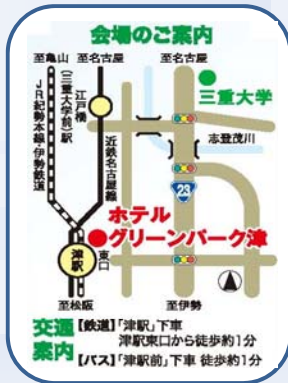 会場のご案内
至亀山
至名古屋
至名古屋
三重大学
江戸橋
(三重大学前)駅
JR紀勢本線・伊勢鉄道
近鉄名古屋線
志登茂川
23
ホテル
グリーンパーク津
津駅
東口
至松阪
至伊勢
交通
案内
【鉄道】「津駅」下車
津駅東口から徒歩約1分
【バス】「津駅前」下車 徒歩約1分